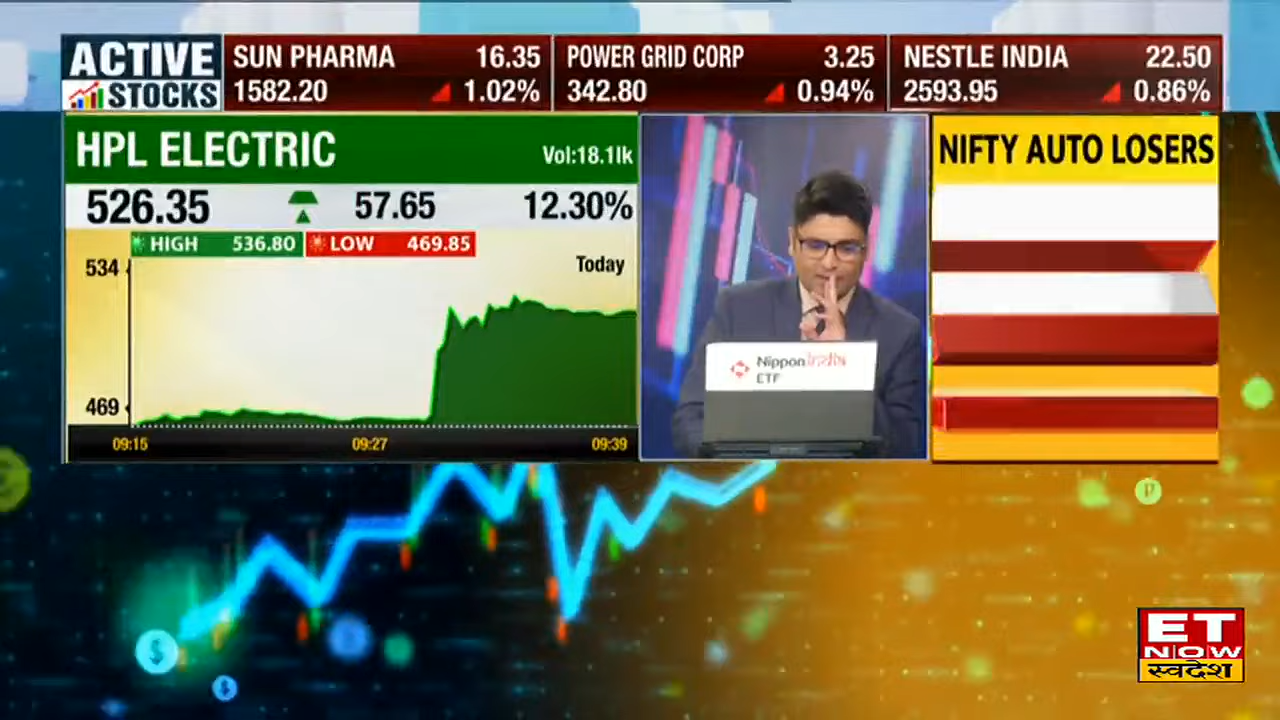 ACTIVE
STOCKS
SUN PHARMA 16.35
1582.20 1.02%
POWER GRID CORP 3.25
342.80 0.94%
NESTLE INDIA 22.50
2593.95 0.86%
HPL ELECTRIC Vol:18.1lk
526.35 57.65 12.30%
HIGH 536.80 LOW 469.85
Today
534
469
09:15 09:27 09:39
Nippon india
ETF
NIFTY AUTO LOSERS
$
$
$
P
ET
NOW
स्वदेश